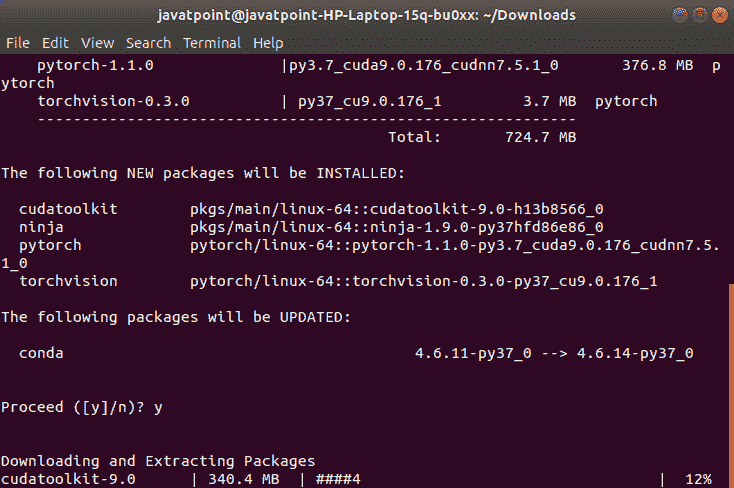 javatpoint@javatpoint-HP-Laptop-15q-bu0xx: ~/Downloads
File Edit View Search Terminal Help
pytorch-1.1.0 |py3.7_cuda9.0.176_cudnn7.5.1_0 376.8 MB p
ytorch
torchvision-0.3.0 | py37_cu9.0.176_1 3.7 MB pytorch
------------------------------------------------------------
Total: 724.7 MB
The following NEW packages will be INSTALLED:
cudatoolkit pkgs/main/linux-64::cudatoolkit-9.0-h13b8566_0
ninja pkgs/main/linux-64::ninja-1.9.0-py37hfd86e86_0
pytorch pytorch/linux-64::pytorch-1.1.0-py3.7_cuda9.0.176_cudnn7.5.
1_0
torchvision pytorch/linux-64::torchvision-0.3.0-py37_cu9.0.176_1
The following packages will be UPDATED:
conda 4.6.11-py37_0 --> 4.6.14-py37_0
Proceed ([y]/n)? y
Downloading and Extracting Packages
cudatoolkit-9.0 | 340.4 MB | ####4 | 12%